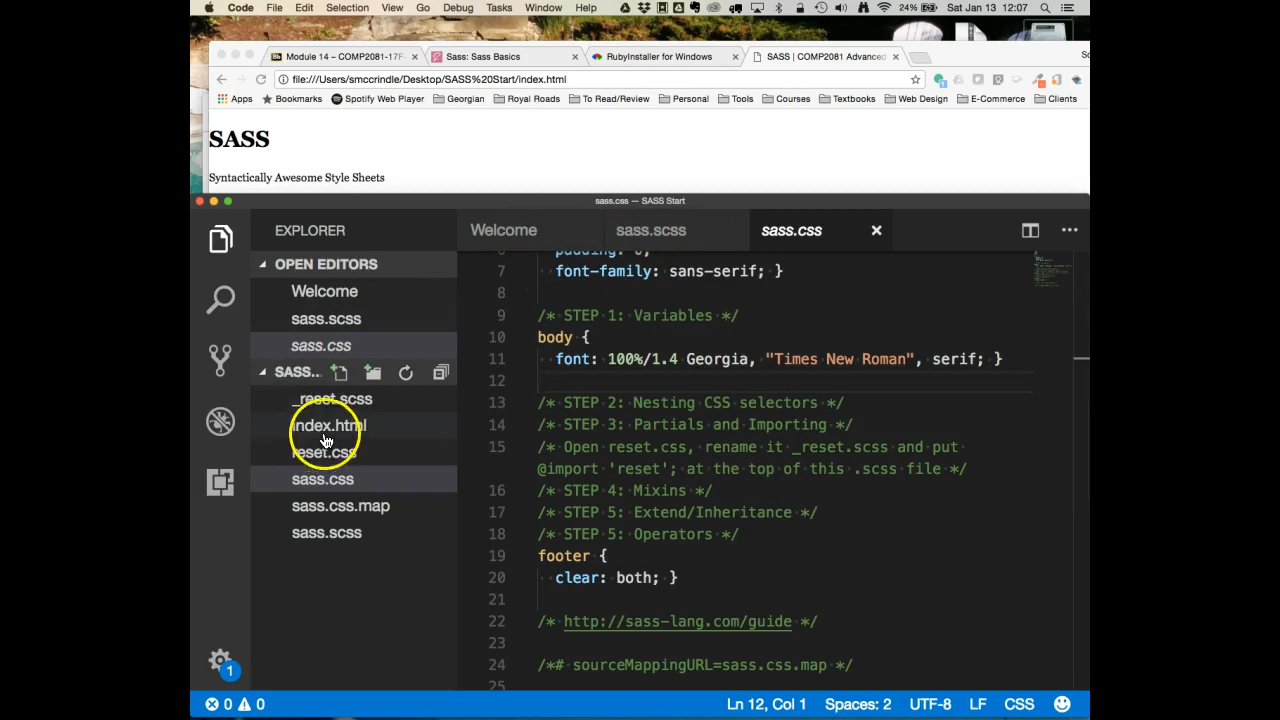 Code File Edit Selection View Go Debug Tasks Window Help 24% Sat Jan 13 12:07
Module 14 – COMP2081-17F- × Sass: Sass Basics × RubyInstaller for Windows × SASS | COMP2081 Advanced ×
file:///Users/smccrindle/Desktop/SASS%20Start/index.html
Apps Bookmarks Spotify Web Player Georgian Royal Roads To Read/Review Personal Tools Courses Textbooks Web Design E-Commerce Clients
SASS
Syntactically Awesome Style Sheets
sass.css — SASS Start
EXPLORER
OPEN EDITORS
Welcome
sass.scss
sass.css
SASS...
_reset.scss
index.html
reset.css
sass.css
sass.css.map
sass.scss
1
Welcome sass.scss sass.css ×
6 padding: 0;
7 font-family: sans-serif; }
8
9 /* STEP 1: Variables */
10 body {
11 font: 100%/1.4 Georgia, "Times New Roman", serif; }
12
13 /* STEP 2: Nesting CSS selectors */
14 /* STEP 3: Partials and Importing */
15 /* Open reset.css, rename it _reset.scss and put
@import 'reset'; at the top of this .scss file */
16 /* STEP 4: Mixins */
17 /* STEP 5: Extend/Inheritance */
18 /* STEP 5: Operators */
19 footer {
20 clear: both; }
21
22 /* http://sass-lang.com/guide */
23
24 /*# sourceMappingURL=sass.css.map */
25
0 0 Ln 12, Col 1 Spaces: 2 UTF-8 LF CSS